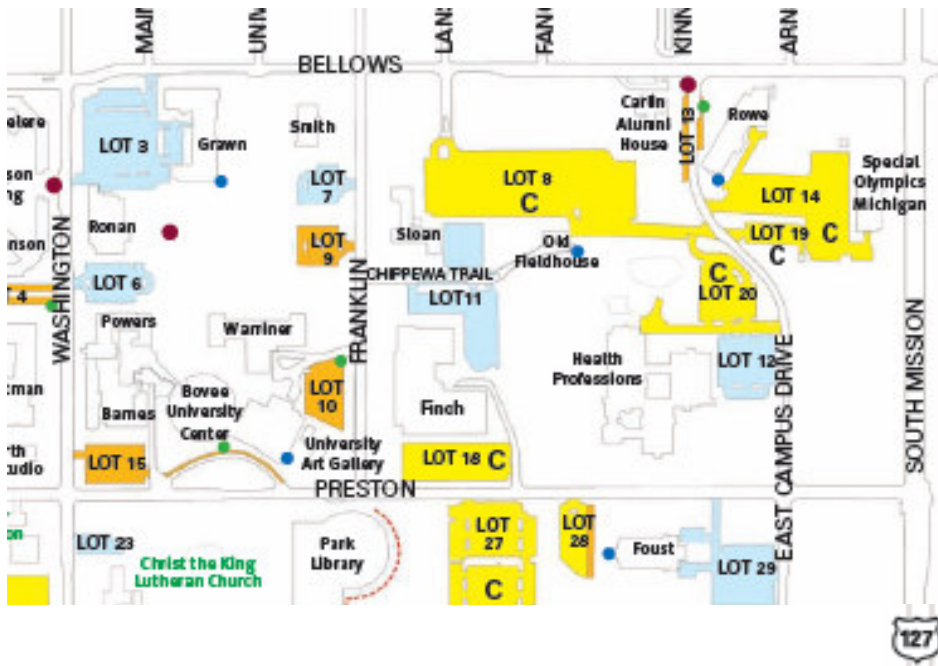 BELLOWS
LOT 3
Grawn
Smith
LOT
7
LOT
9
Ronan
WASHINGTON
LOT 6
Powers
Warriner
FRANKLIN
Bovee
University
Center
Barnes
LOT
10
University
Art Gallery
LOT 15
PRESTON
LOT 8
C
Sloan
Old
Fieldhouse
CHIPPEWA TRAIL
LOT11
Finch
LOT 18 C
Carlin
Alumni
House
LOT 13
Rowe
LOT 14
Special
Olympics
Michigan
LOT 19
C
C
C
LOT 20
Health
Professions
LOT 12
EAST CAMPUS DRIVE
SOUTH MISSION
LOT 23
Christ the King
Lutheran Church
Park
Library
LOT
27
C
LOT
28
Foust
LOT 29
127